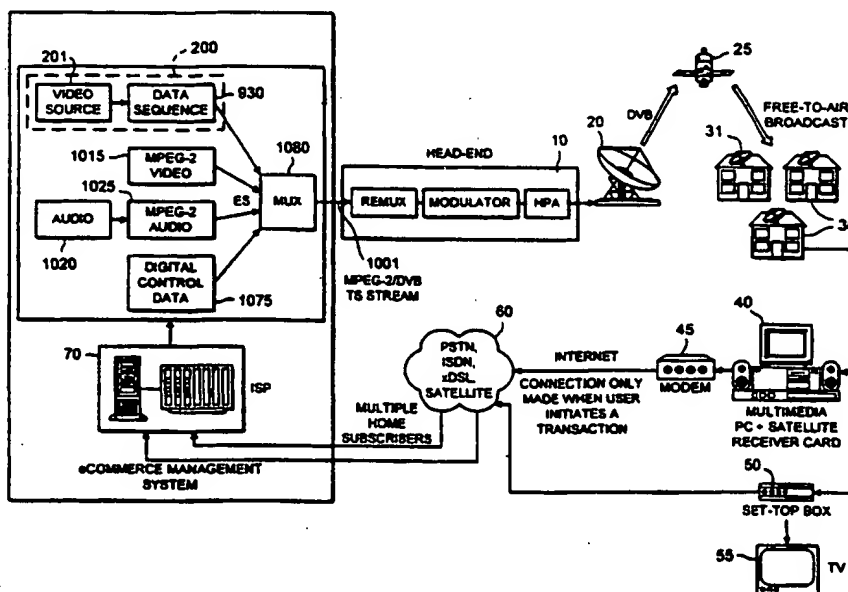 201
200
VIDEO
SOURCE
DATA
SEQUENCE
930
1015
MPEG-2
VIDEO
1080
1025
MPEG-2
AUDIO
AUDIO
1020
ES
MUX
DIGITAL
CONTROL
DATA
1075
HEAD-END
10
REMUX
MODULATOR
HPA
1001
MPEG-2/DVB
TS STREAM
20
DVB
25
FREE-TO-AIR
BROADCAST
31
70
ISP
eCOMMERCE MANAGEMENT
SYSTEM
MULTIPLE
HOME
SUBSCRIBERS
60
PSTN,
ISDN,
xDSL,
SATELLITE
INTERNET
CONNECTION ONLY
MADE WHEN USER
INITIATES A
TRANSACTION
45
MODEM
40
MULTIMEDIA
PC + SATELLITE
RECEIVER CARD
50
SET-TOP BOX
55
TV